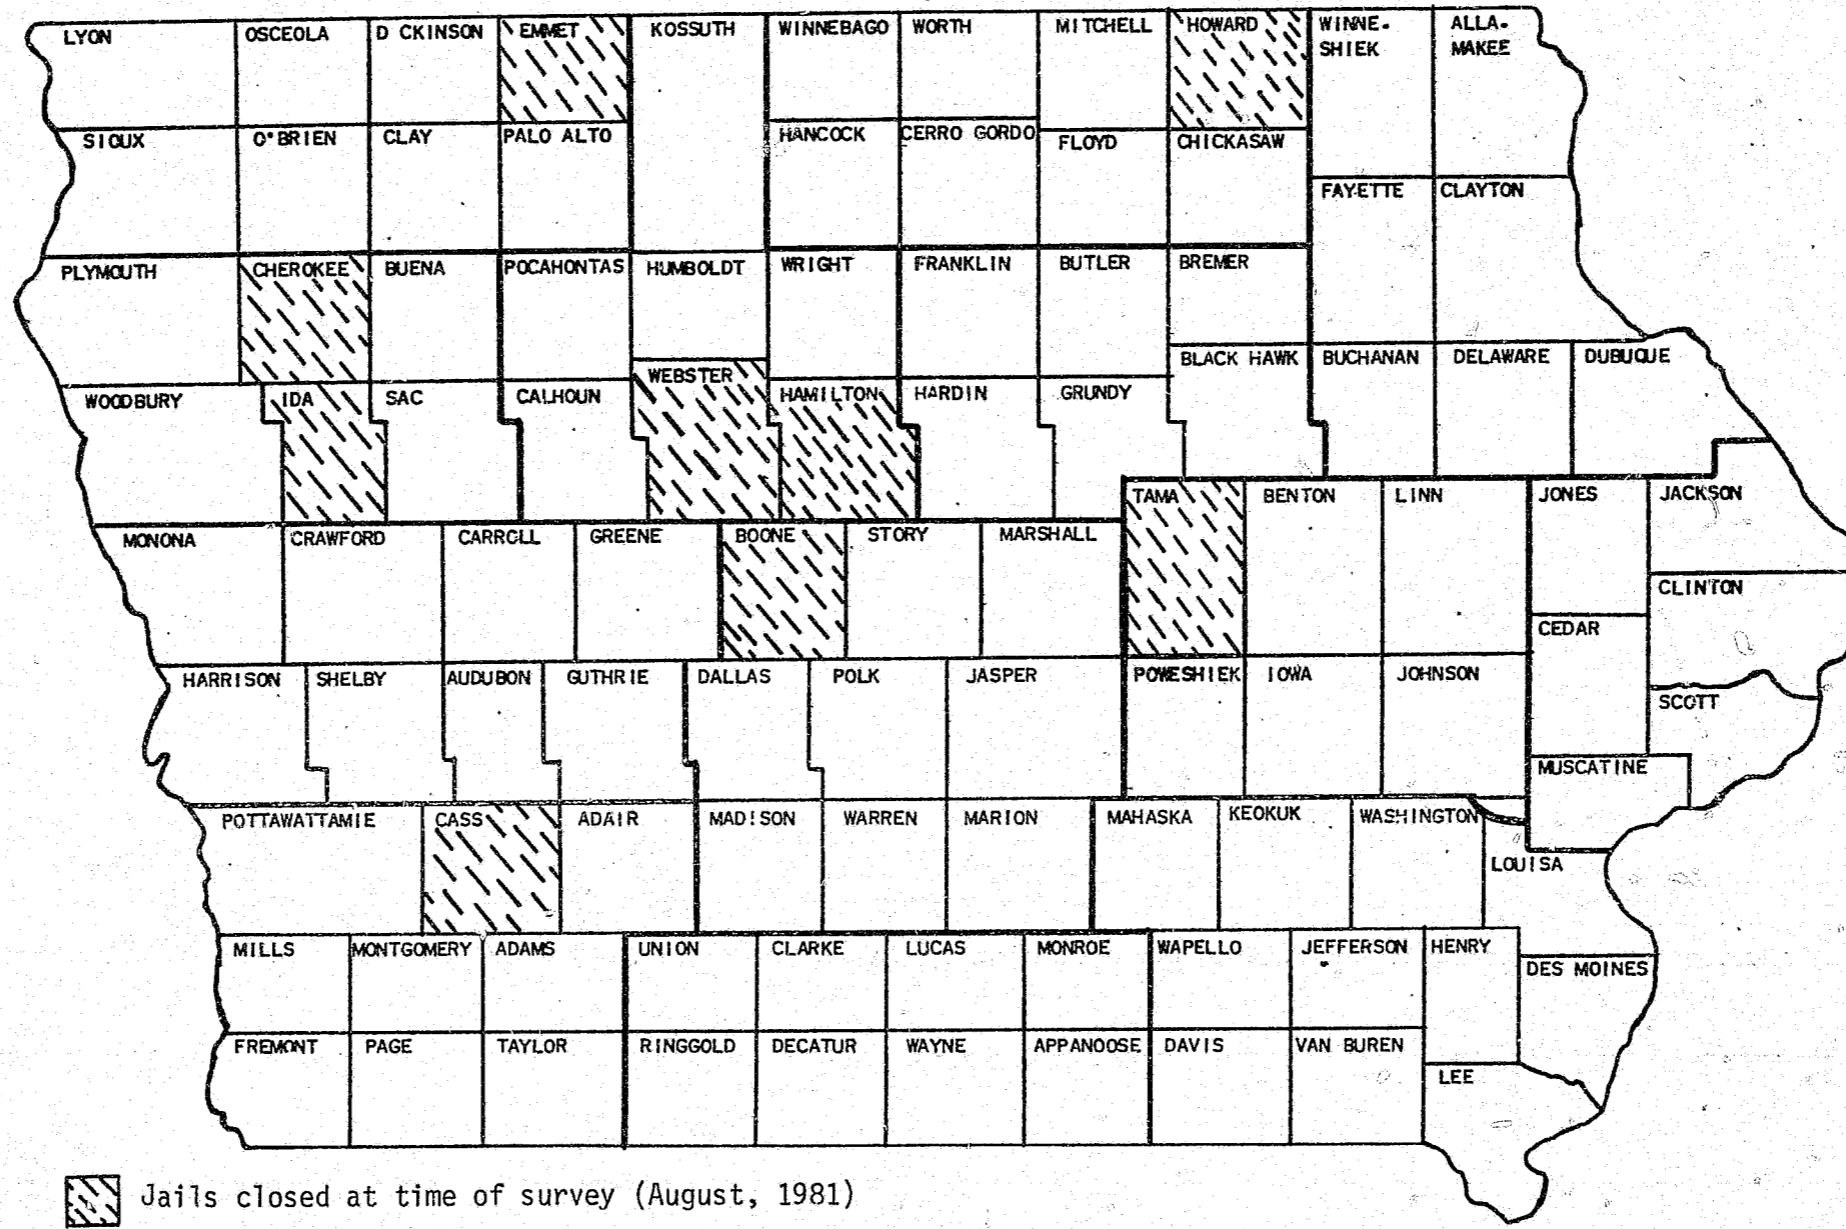 LYON
OSCEOLA
D CKINSON
EMMET
KOSSUTH
WINNEBAGO
WORTH
MITCHELL
HOWARD
WINNE-
SHIEK
ALLA-
MAKEE
SIOUX
O'BRIEN
CLAY
PALO ALTO
HANCOCK
CERRO GORDO
FLOYD
CHICKASAW
FAYETTE
CLAYTON
PLYMOUTH
CHEROKEE
BUENA
POCAHONTAS
HUMBOLDT
WRIGHT
FRANKLIN
BUTLER
BREMER
BLACK HAWK
BUCHANAN
DELAWARE
DUBUQUE
WOODBURY
IDA
SAC
CALHOUN
WEBSTER
HAMILTON
HARDIN
GRUNDY
TAMA
BENTON
LINN
JONES
JACKSON
MONONA
CRAWFORD
CARROLL
GREENE
BOONE
STORY
MARSHALL
CLINTON
CEDAR
HARRISON
SHELBY
AUDUBON
GUTHRIE
DALLAS
POLK
JASPER
POWESHIEK
IOWA
JOHNSON
SCOTT
MUSCATINE
POTTAWATTAMIE
CASS
ADAIR
MADISON
WARREN
MARION
MAHASKA
KEOKUK
WASHINGTON
LOUISA
MILLS
MONTGOMERY
ADAMS
UNION
CLARKE
LUCAS
MONROE
WAPELLO
JEFFERSON
HENRY
DES MOINES
FREMONT
PAGE
TAYLOR
RINGGOLD
DECATUR
WAYNE
APPANOOSE
DAVIS
VAN BUREN
LEE
Jails closed at time of survey (August, 1981)